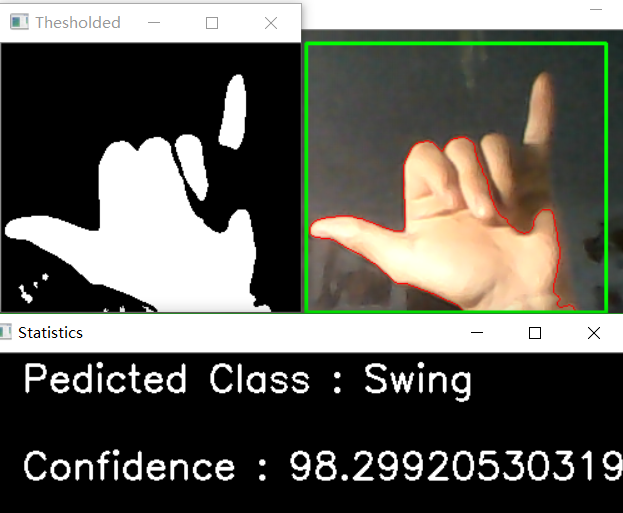 Thesholded
Statistics
Pedicted Class : Swing
Confidence : 98.29920530319